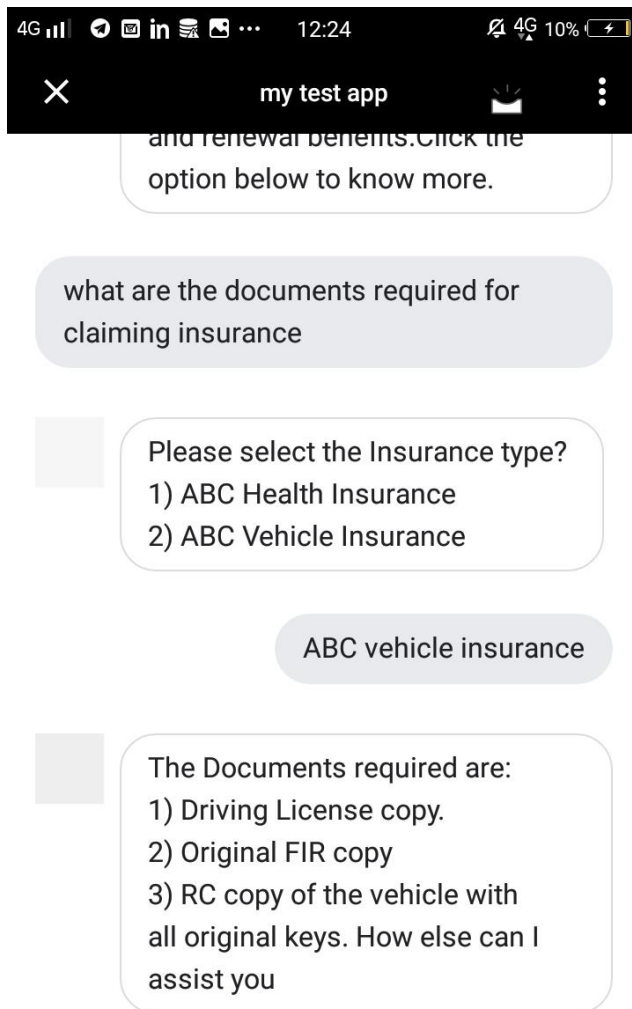 4G in ••• 12:24 4G 10%
my test app
and renewal benefits.Click the
option below to know more.
what are the documents required for
claiming insurance
Please select the Insurance type?
1) ABC Health Insurance
2) ABC Vehicle Insurance
ABC vehicle insurance
The Documents required are:
1) Driving License copy.
2) Original FIR copy
3) RC copy of the vehicle with
all original keys. How else can I
assist you